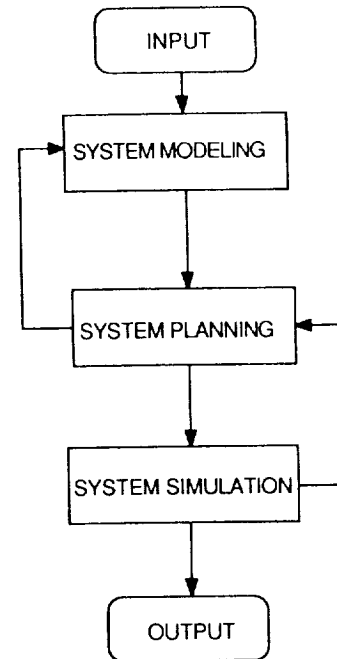 INPUT
SYSTEM MODELING
SYSTEM PLANNING
SYSTEM SIMULATION
OUTPUT